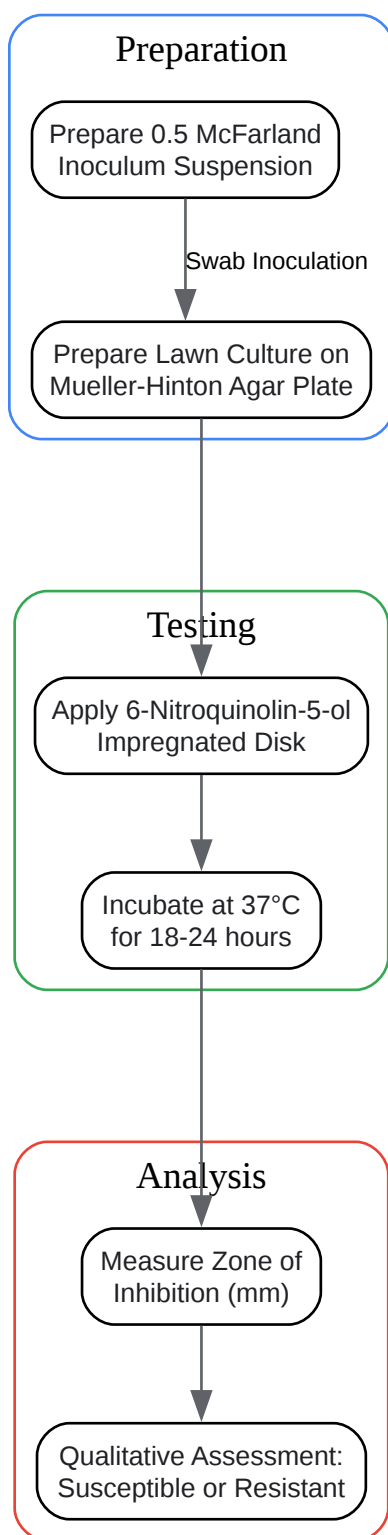 Preparation
Prepare 0.5 McFarland
Inoculum Suspension
Swab Inoculation
Prepare Lawn Culture on
Mueller-Hinton Agar Plate
Testing
Apply 6-Nitroquinolin-5-ol
Impregnated Disk
Incubate at 37°C
for 18-24 hours
Analysis
Measure Zone of
Inhibition (mm)
Qualitative Assessment:
Susceptible or Resistant